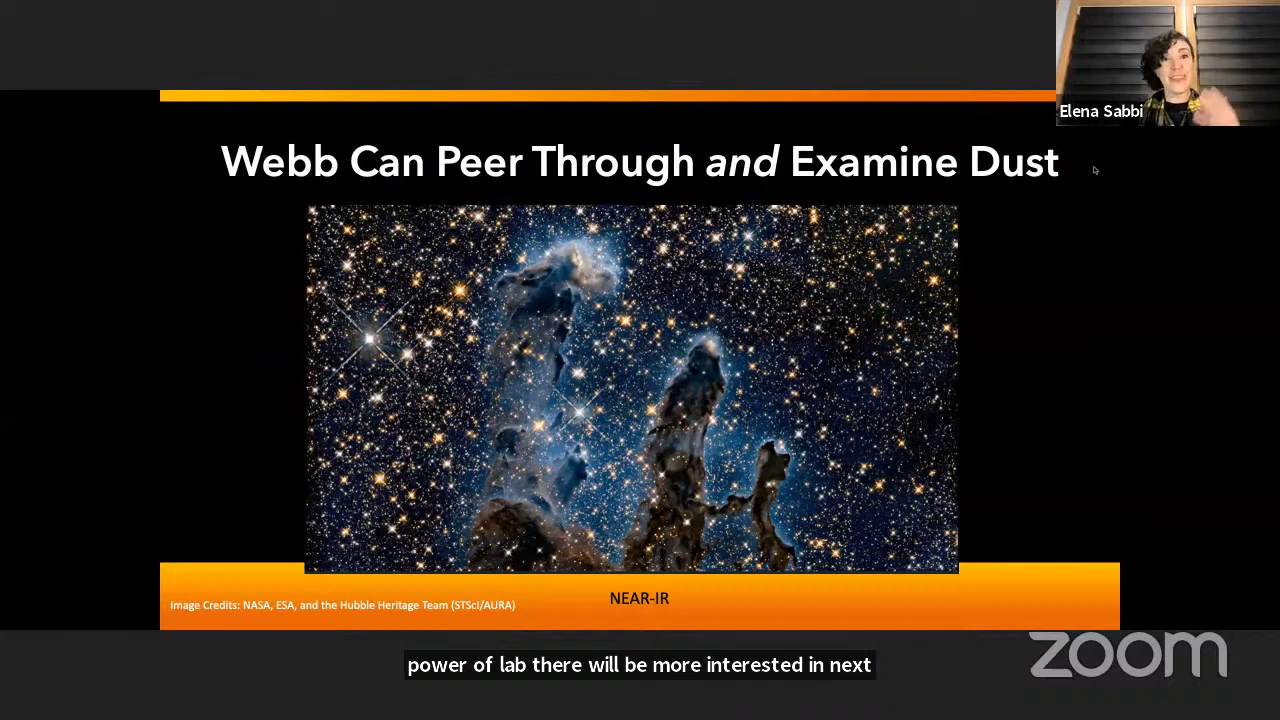 Elena Sabbi
Webb Can Peer Through and Examine Dust
Image Credits: NASA, ESA, and the Hubble Heritage Team (STScI/AURA)
NEAR-IR
zoom
power of lab there will be more interested in next